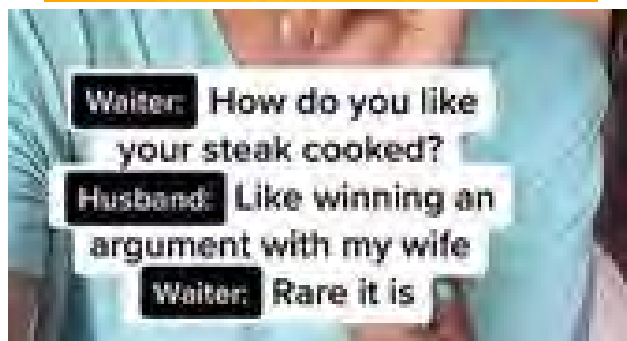 Waiter: How do you like
your steak cooked?
Husband: Like winning an
argument with my wife
Waiter: Rare it is